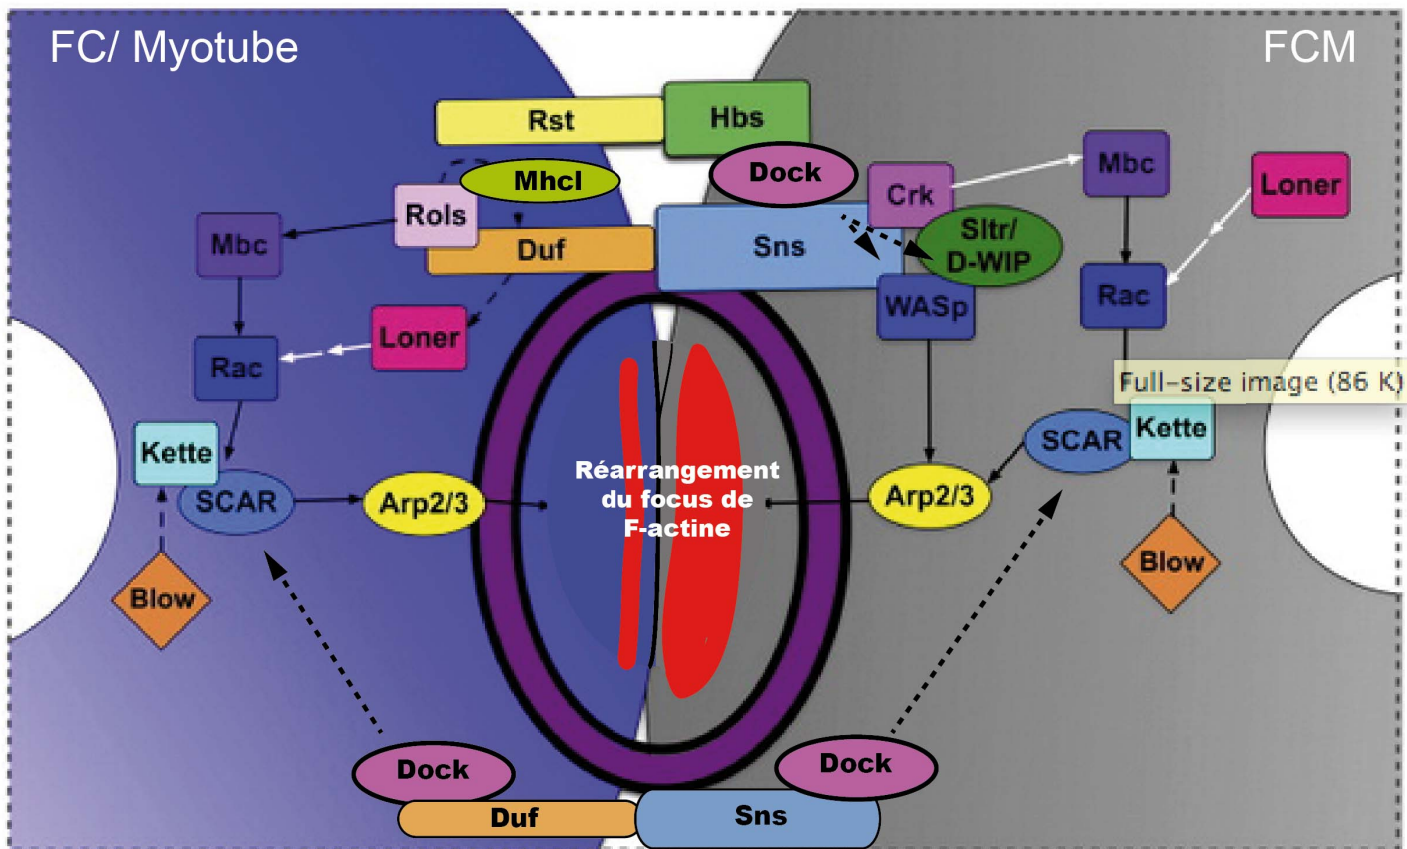 FC/ Myotube
FCM
Rst
Hbs
Dock
Mhcl
Rols
Duf
Sns
Crk
Sltr/
D-WIP
WASp
Mbc
Loner
Rac
Mbc
Loner
Rac
Full-size image (86 K)
Kette
SCAR
Arp2/3
Blow
Réarrangement
du focus de
F-actine
Arp2/3
SCAR
Kette
Blow
Dock
Duf
Dock
Sns